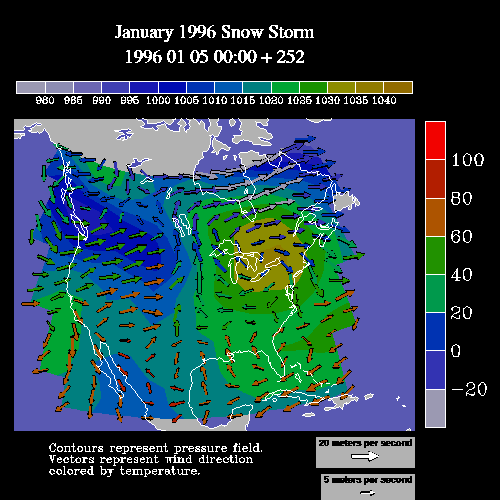 January 1996 Snow Storm
1996 01 05 00:00 + 252
980 985 990 995 1000 1005 1010 1015 1020 1025 1030 1035 1040
100
80
60
40
20
0
-20
Contours represent pressure field.
Vectors represent wind direction
colored by temperature.
20 meters per second
5 meters per second